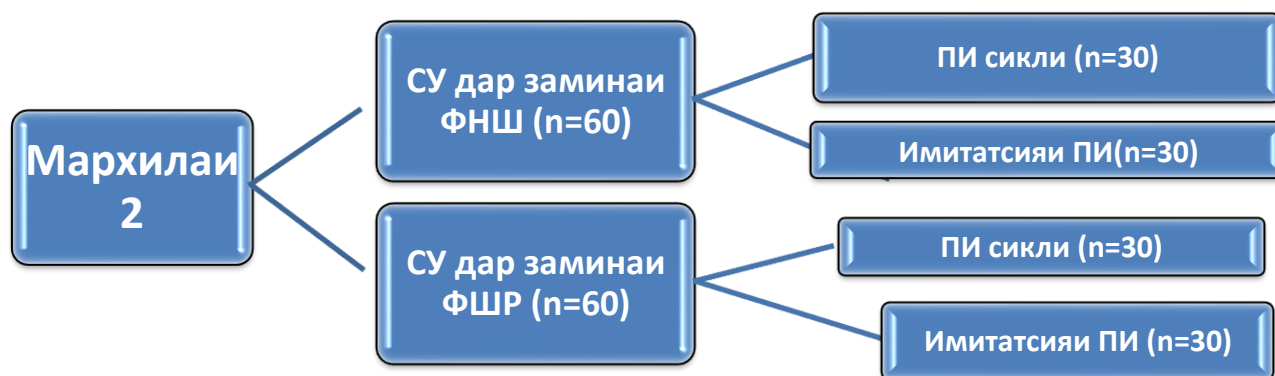 Мархилаи
2
СУ дар заминаи
ФНШ (n=60)
ПИ сикли (n=30)
Имитатсияи ПИ(n=30)
СУ дар заминаи
ФШР (n=60)
ПИ сикли (n=30)
Имитатсияи ПИ (n=30)